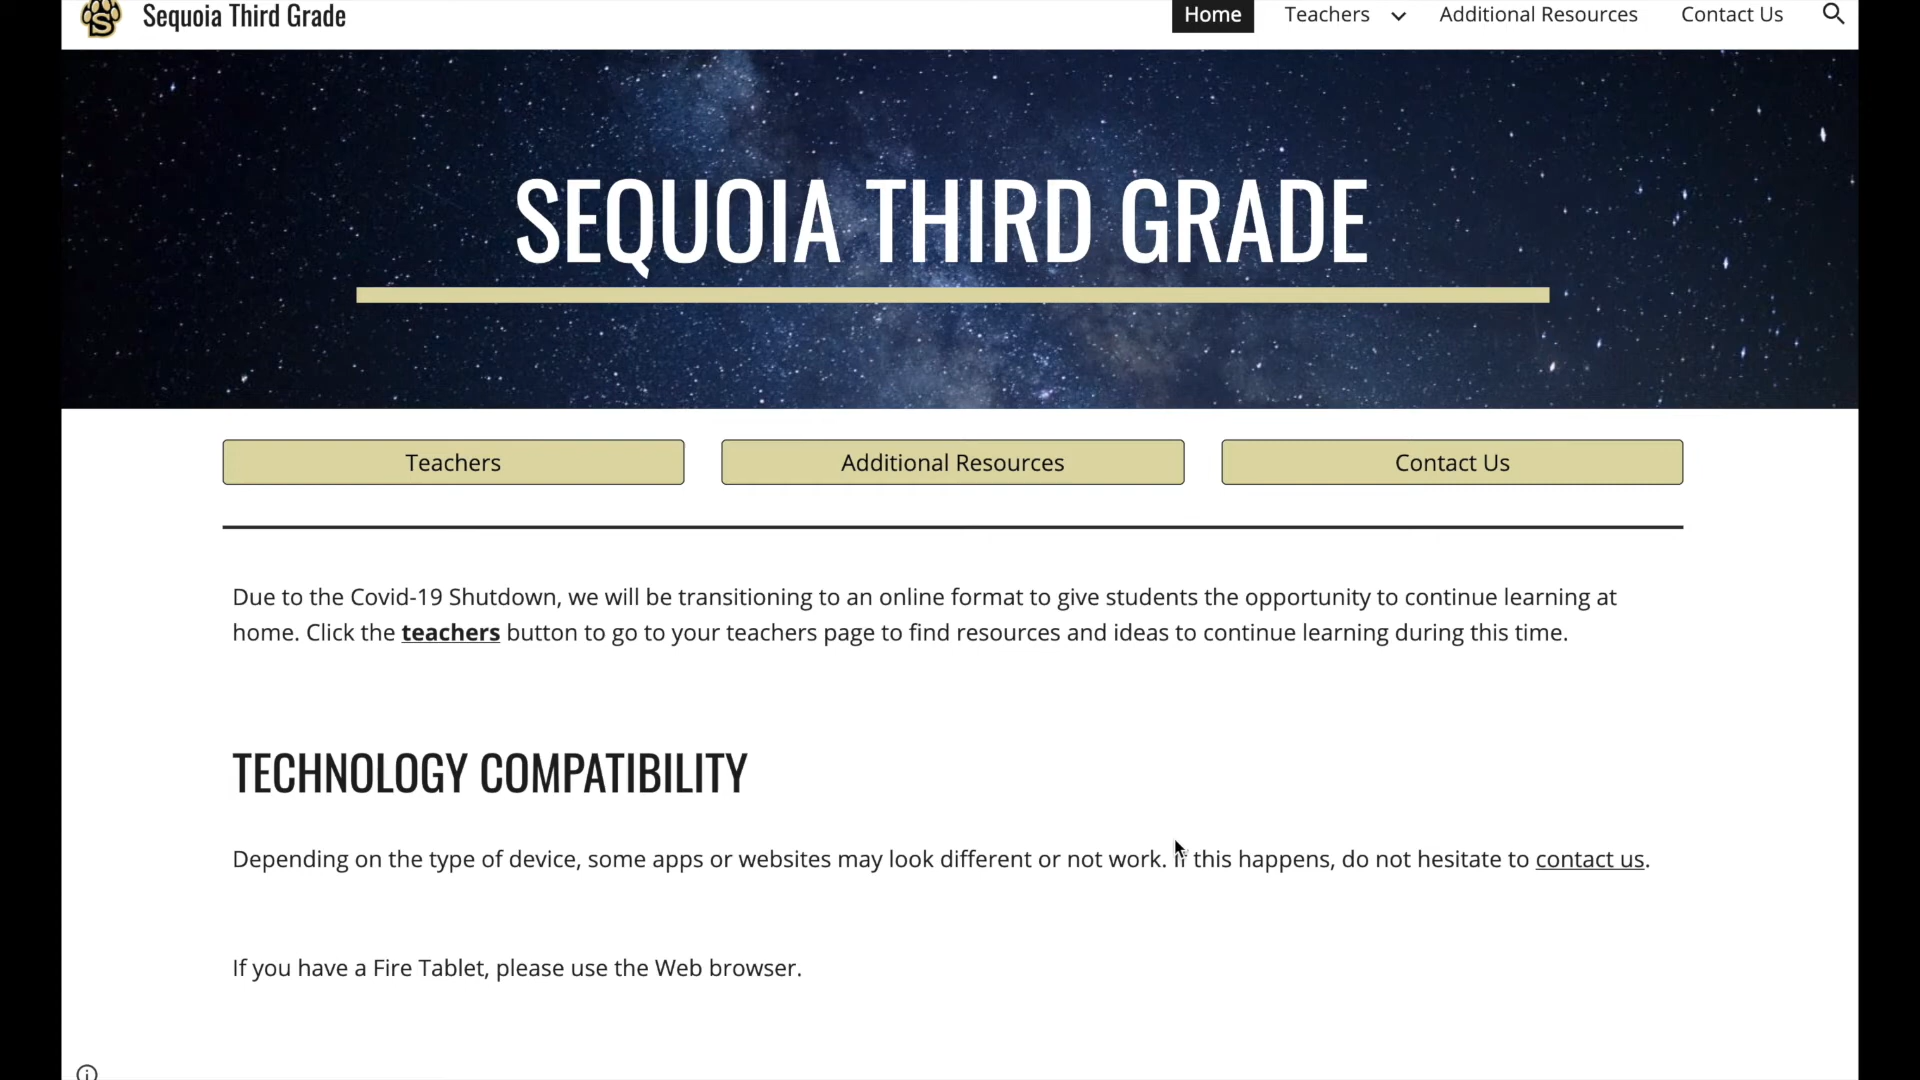 Sequoia Third Grade
Home
Teachers
Additional Resources
Contact Us
SEQUOIA THIRD GRADE
Teachers
Additional Resources
Contact Us
Due to the Covid-19 Shutdown, we will be transitioning to an online format to give students the opportunity to continue learning at
home. Click the teachers button to go to your teachers page to find resources and ideas to continue learning during this time.
TECHNOLOGY COMPATIBILITY
Depending on the type of device, some apps or websites may look different or not work. If this happens, do not hesitate to contact us.
If you have a Fire Tablet, please use the Web browser.